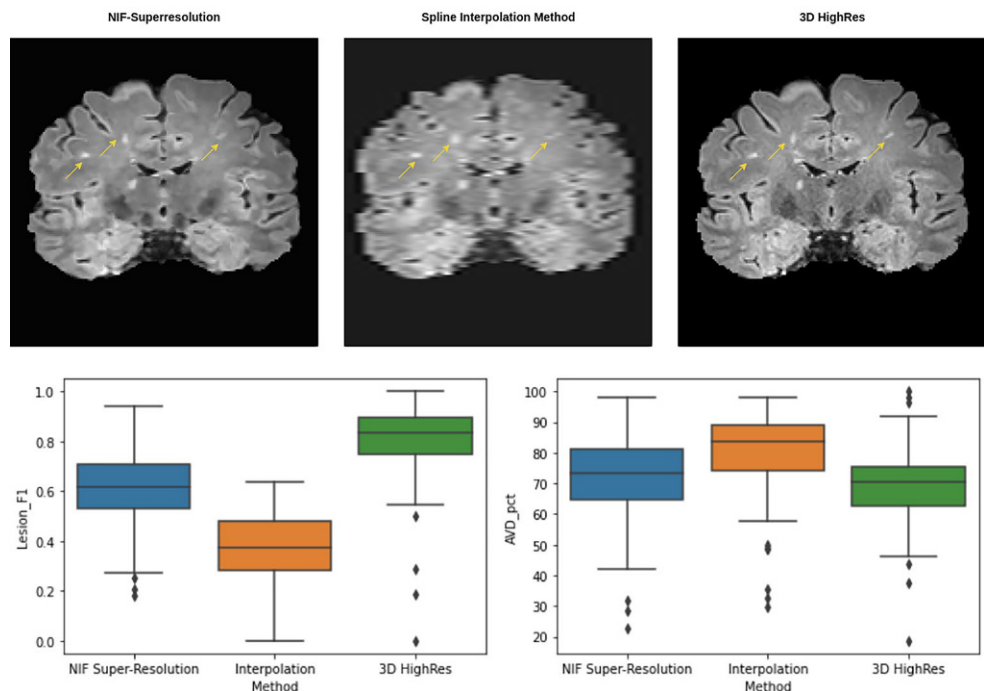 NIF-Superresolution
Spline Interpolation Method
3D HighRes
1.0
0.8
0.6
0.4
0.2
0.0
Lesion_F1
NIF Super-Resolution
Interpolation
3D HighRes
Method
100
90
80
70
60
50
40
30
20
AVD_pct
NIF Super-Resolution
Interpolation
3D HighRes
Method